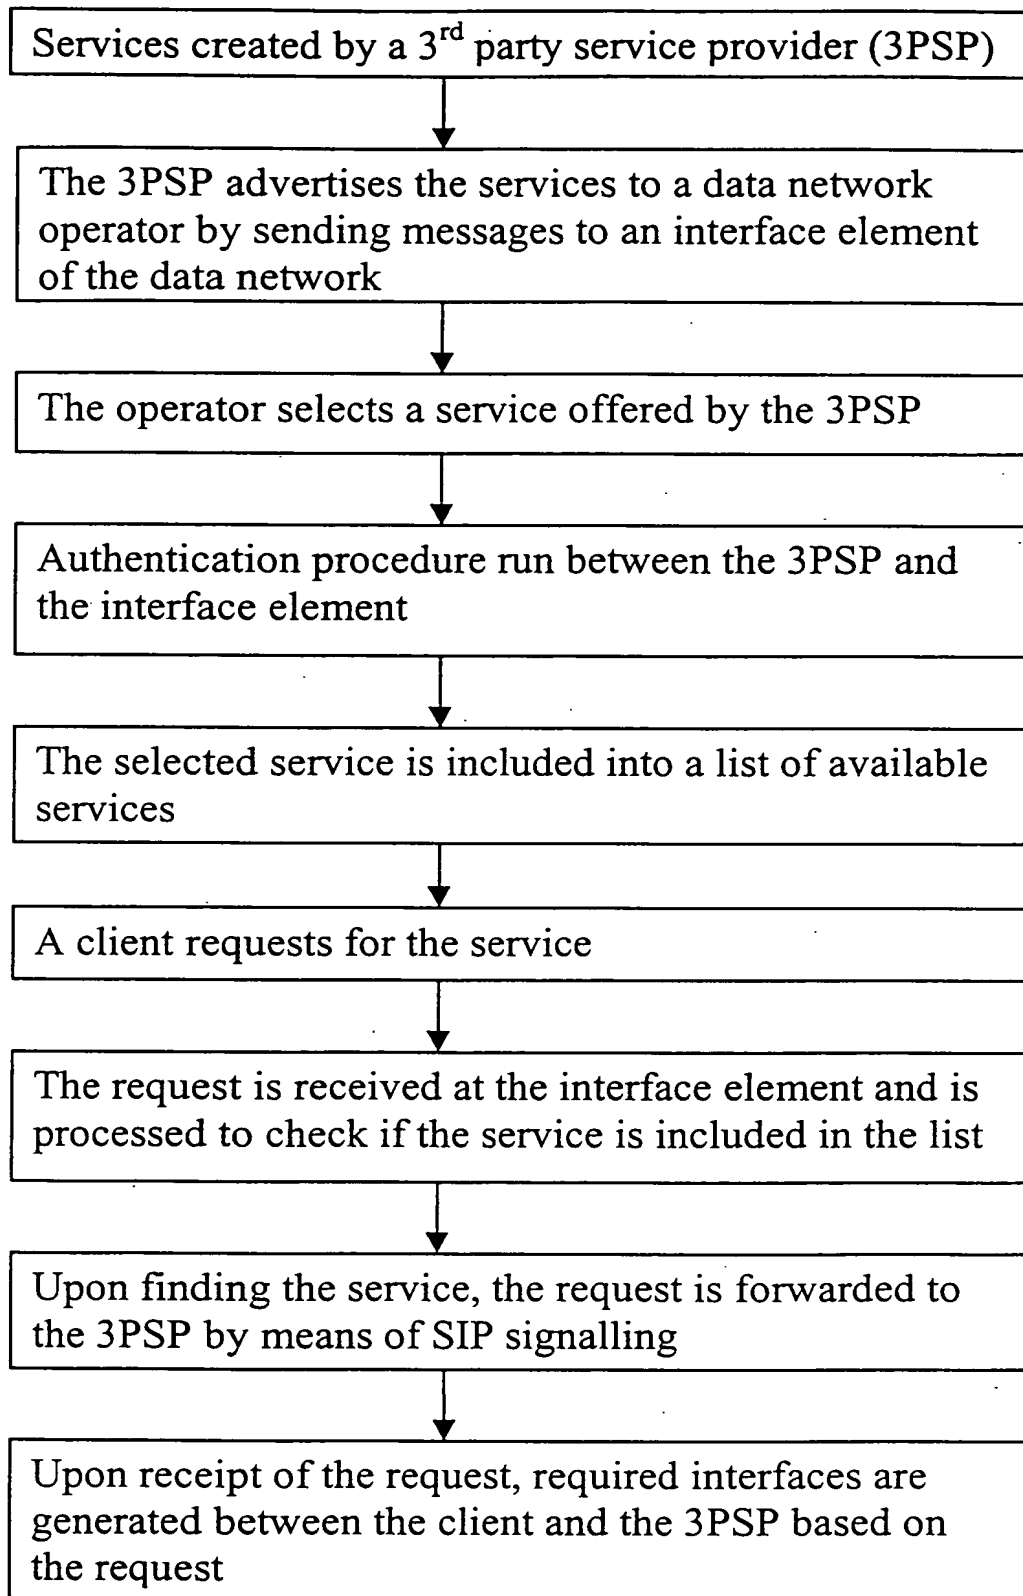 Services created by a 3rd party service provider (3PSP)
The 3PSP advertises the services to a data network
operator by sending messages to an interface element
of the data network
The operator selects a service offered by the 3PSP
Authentication procedure run between the 3PSP and
the interface element
The selected service is included into a list of available
services
A client requests for the service
The request is received at the interface element and is
processed to check if the service is included in the list
Upon finding the service, the request is forwarded to
the 3PSP by means of SIP signalling
Upon receipt of the request, required interfaces are
generated between the client and the 3PSP based on
the request